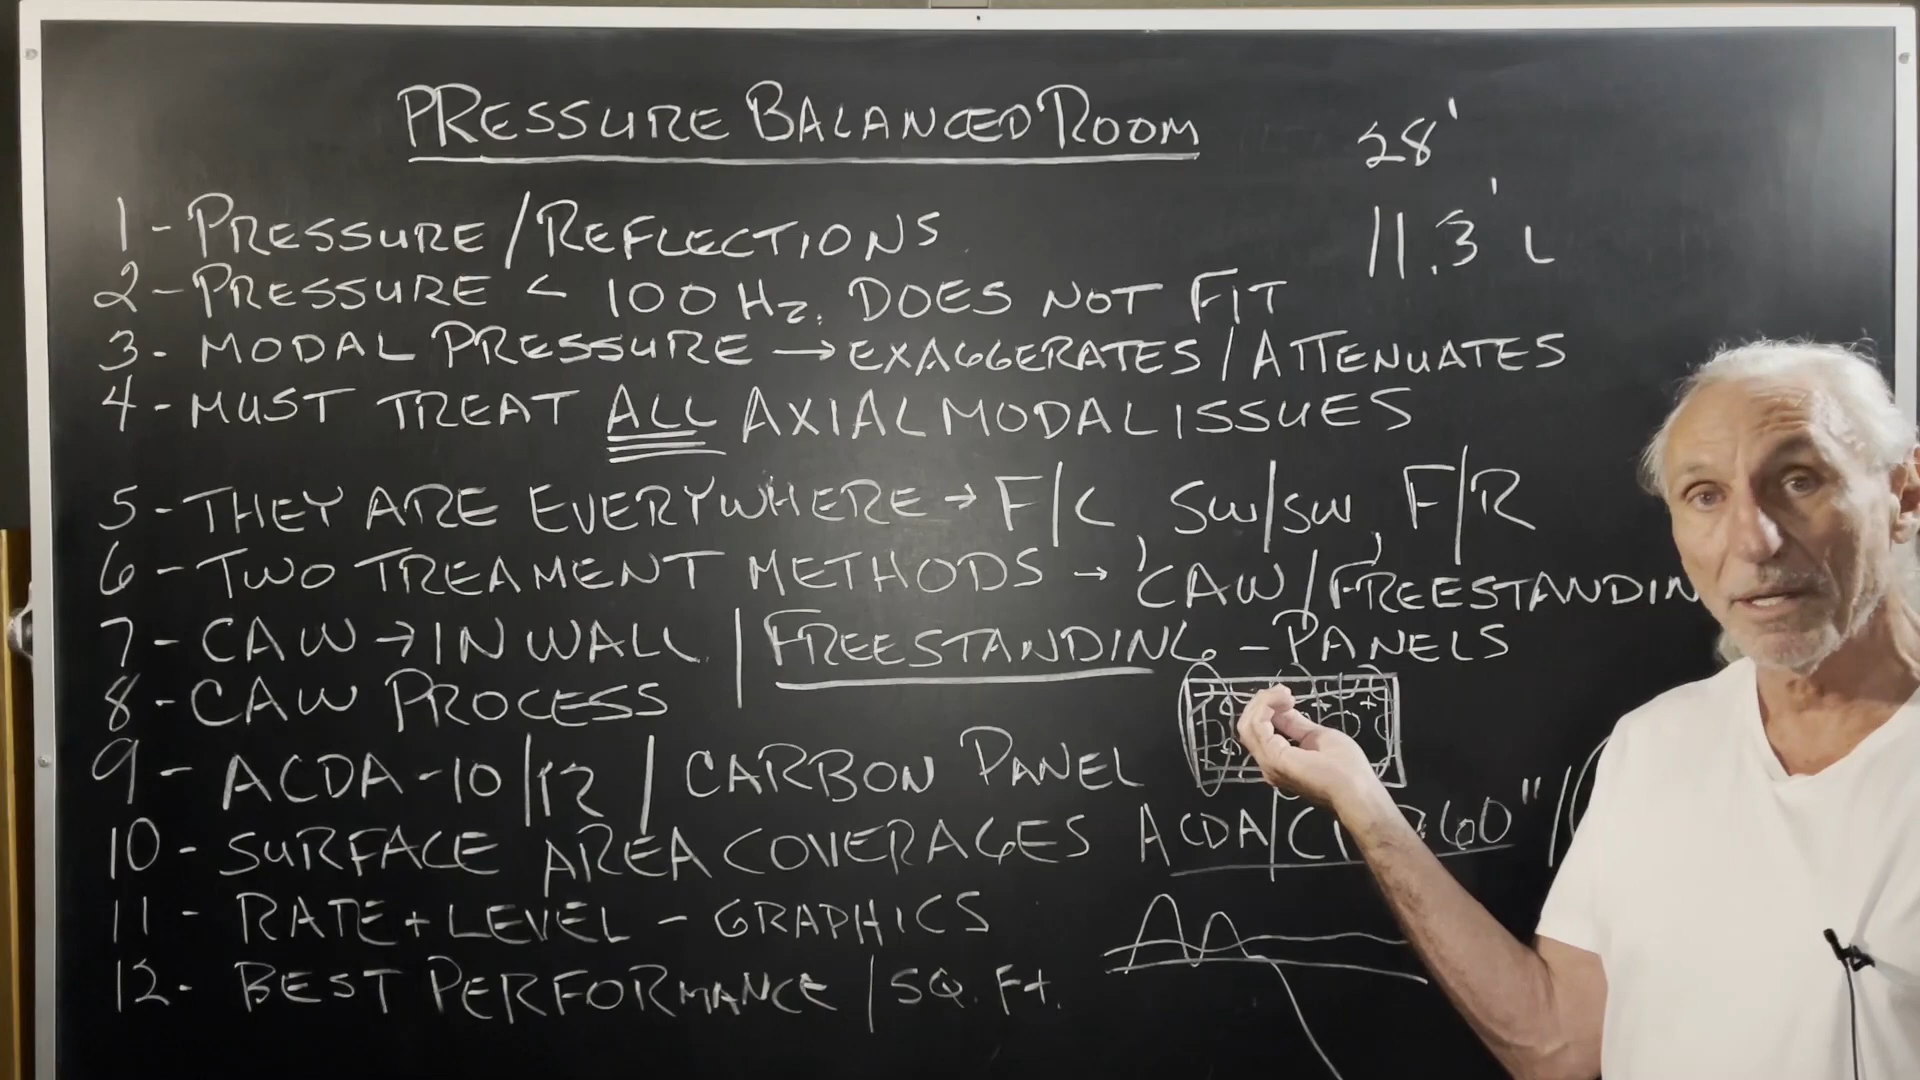 PRESSURE BALANCED ROOM
28'
11.3' L
1 - PRESSURE / REFLECTIONS
2 - PRESSURE < 100 Hz. DOES NOT FIT
3 - MODAL PRESSURE → EXAGGERATES / ATTENUATES
4 - MUST TREAT ALL AXIAL MODAL ISSUES
5 - THEY ARE EVERYWHERE → F/C, SW/SW, F/R
6 - TWO TREAMENT METHODS → 'CAW / FREESTANDIN
7 - CAW → IN WALL | FREESTANDING - PANELS
8 - CAW PROCESS
9 - ACDA-10/12 / CARBON PANEL
10 - SURFACE AREA COVERAGES ACDA/C 60"
11 - RATE + LEVEL - GRAPHICS
12 - BEST PERFORMANCE / SQ. Ft.